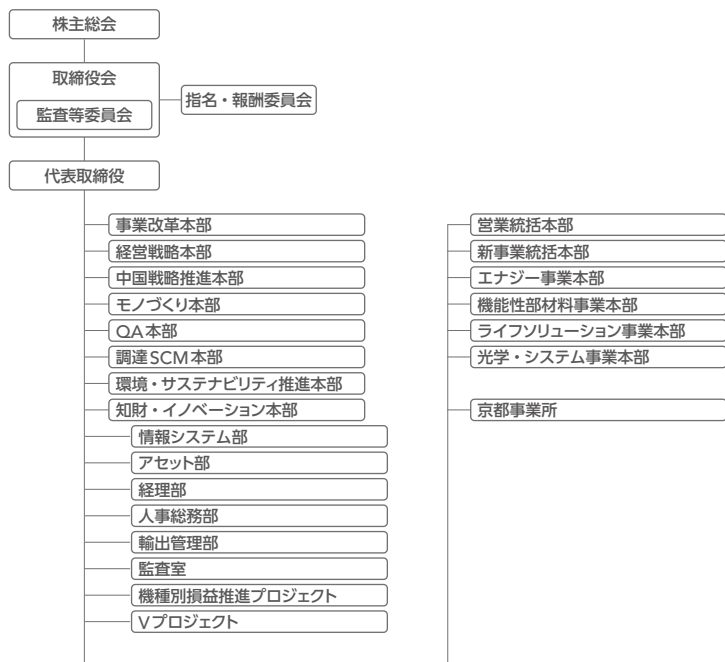 株主総会
取締役会
監査等委員会
指名・報酬委員会
代表取締役
事業改革本部
経営戦略本部
中国戦略推進本部
モノづくり本部
QA本部
調達SCM本部
環境・サステナビリティ推進本部
知財・イノベーション本部
情報システム部
アセット部
経理部
人事総務部
輸出管理部
監査室
機種別損益推進プロジェクト
Vプロジェクト
営業統括本部
新事業統括本部
エナジー事業本部
機能性部材料事業本部
ライフソリューション事業本部
光学・システム事業本部
京都事業所